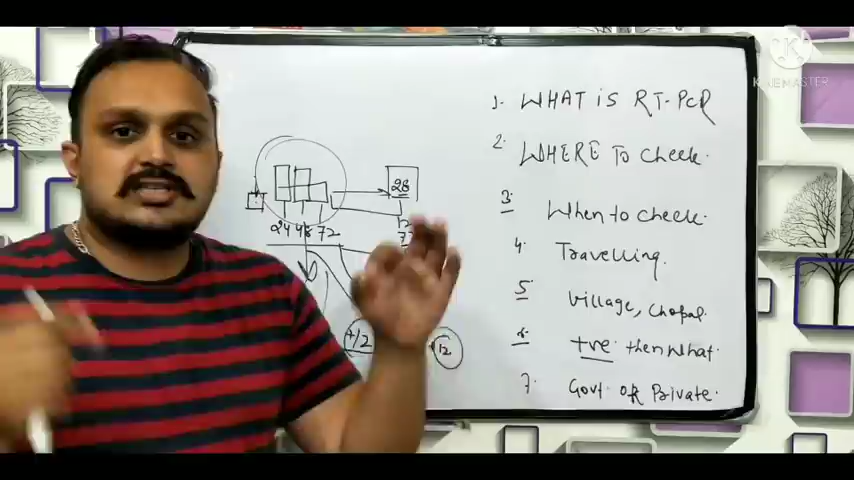 KINEMASTER
1. WHAT iS RT-PCR
2. WHERE To Check.
3. When to check.
4. Travelling.
5. Village, Chopal.
6. +ve then What.
7. Govt. OR Private.
28
24 48 72
12